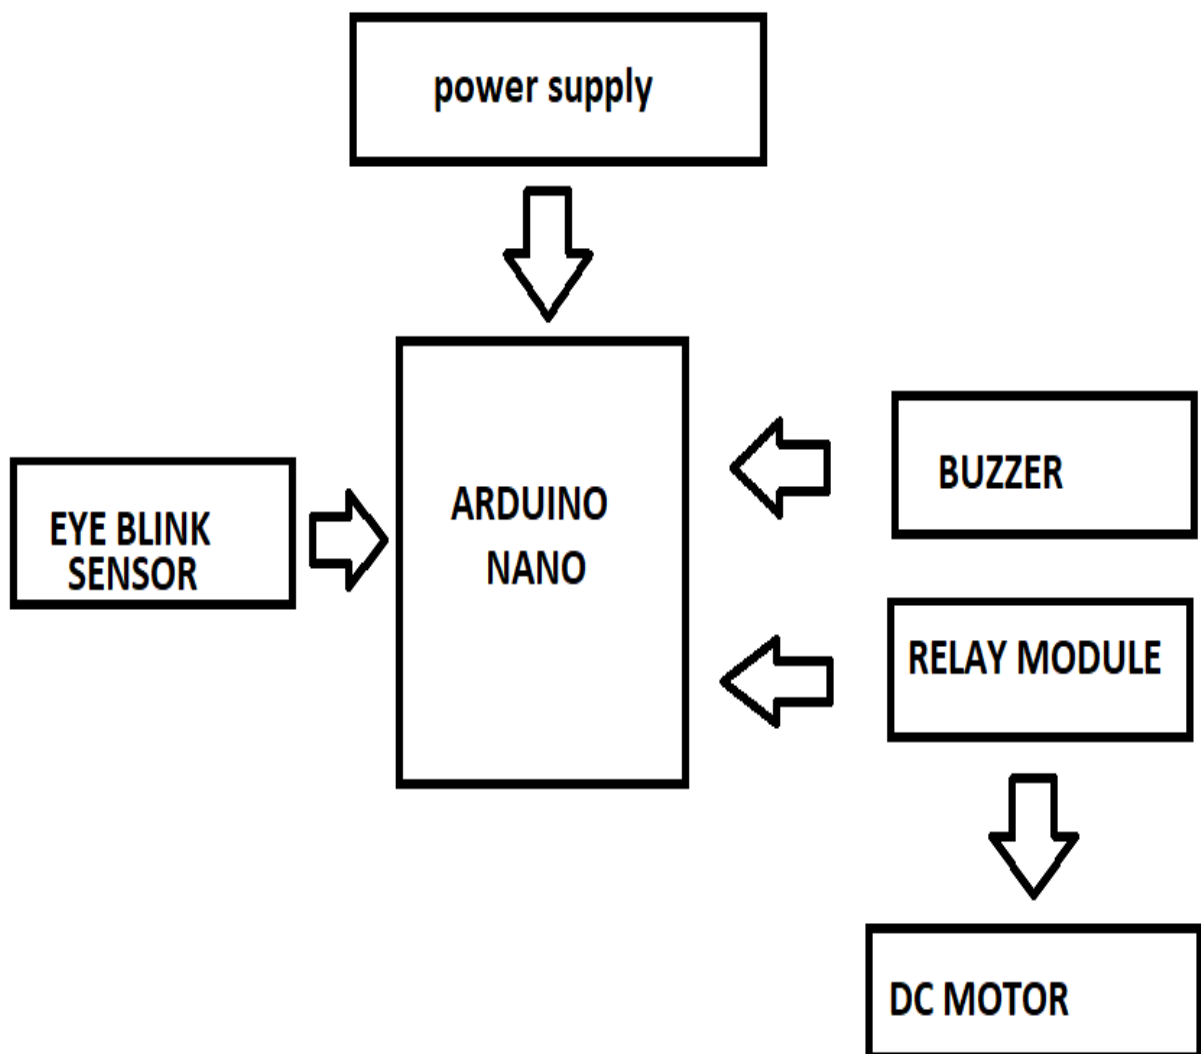 power supply
EYE BLINK
SENSOR
ARDUINO
NANO
BUZZER
RELAY MODULE
DC MOTOR